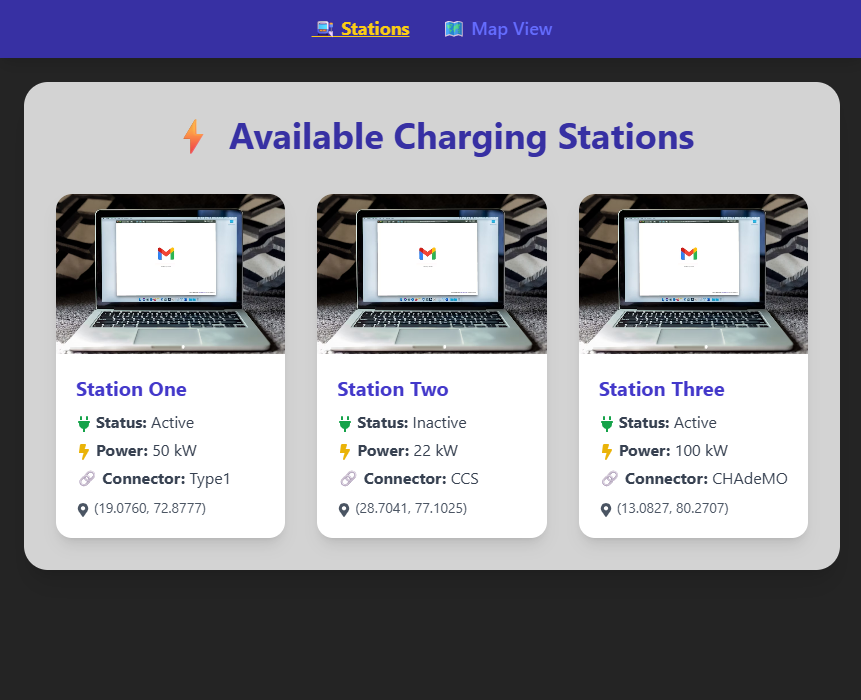 Stations
Map View
Available Charging Stations
Station One
Status: Active
Power: 50 kW
Connector: Type1
(19.0760, 72.8777)
Station Two
Status: Inactive
Power: 22 kW
Connector: CCS
(28.7041, 77.1025)
Station Three
Status: Active
Power: 100 kW
Connector: CHAdeMO
(13.0827, 80.2707)